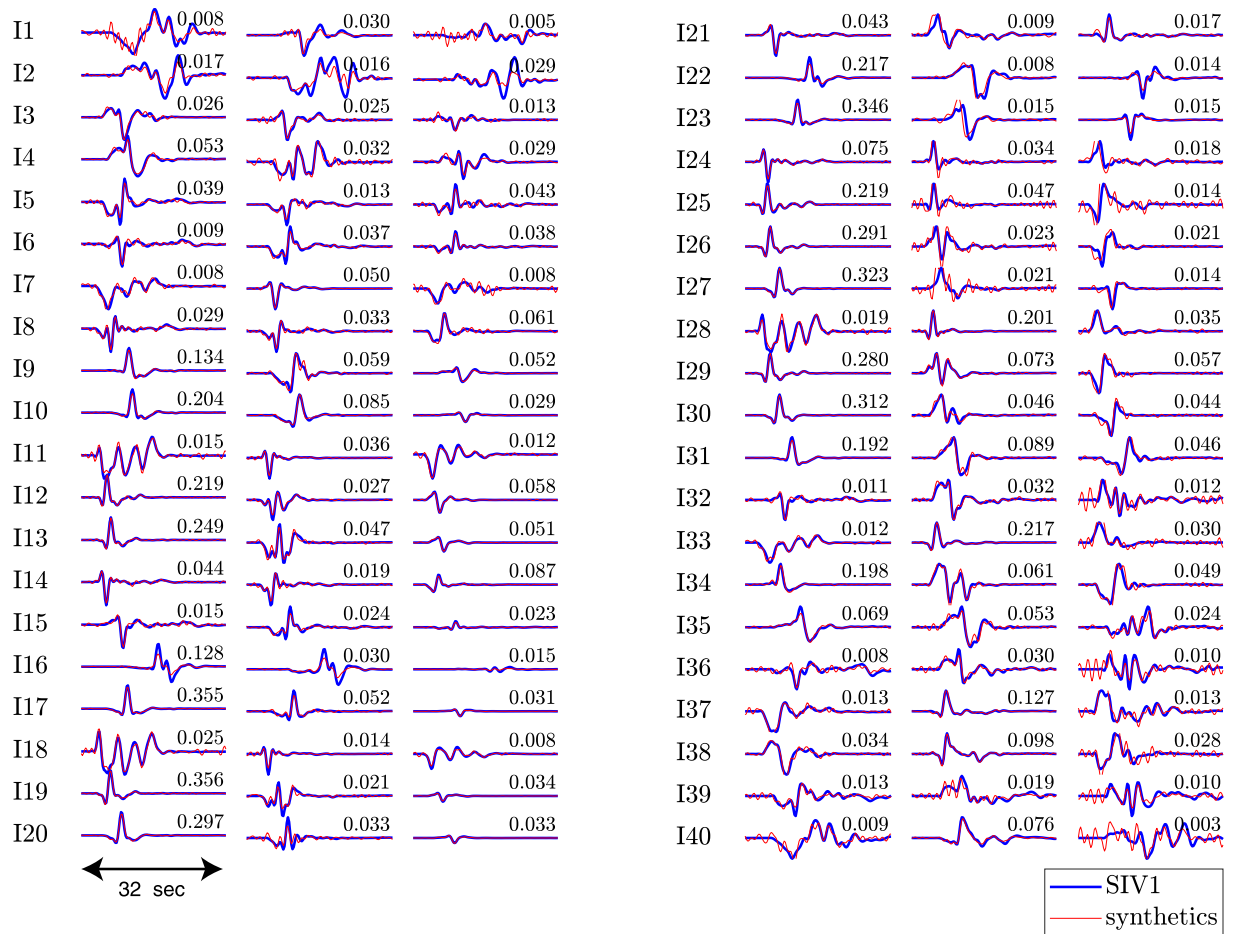 I1 0.008 0.030 0.005
I2 0.017 0.016 0.029
I3 0.026 0.025 0.013
I4 0.053 0.032 0.029
I5 0.039 0.013 0.043
I6 0.009 0.037 0.038
I7 0.008 0.050 0.008
I8 0.029 0.033 0.061
I9 0.134 0.059 0.052
I10 0.204 0.085 0.029
I11 0.015 0.036 0.012
I12 0.219 0.027 0.058
I13 0.249 0.047 0.051
I14 0.044 0.019 0.087
I15 0.015 0.024 0.023
I16 0.128 0.030 0.015
I17 0.355 0.052 0.031
I18 0.025 0.014 0.008
I19 0.356 0.021 0.034
I20 0.297 0.033 0.033
32 sec
I21 0.043 0.009 0.017
I22 0.217 0.008 0.014
I23 0.346 0.015 0.015
I24 0.075 0.034 0.018
I25 0.219 0.047 0.014
I26 0.291 0.023 0.021
I27 0.323 0.021 0.014
I28 0.019 0.201 0.035
I29 0.280 0.073 0.057
I30 0.312 0.046 0.044
I31 0.192 0.089 0.046
I32 0.011 0.032 0.012
I33 0.012 0.217 0.030
I34 0.198 0.061 0.049
I35 0.069 0.053 0.024
I36 0.008 0.030 0.010
I37 0.013 0.127 0.013
I38 0.034 0.098 0.028
I39 0.013 0.019 0.010
I40 0.009 0.076 0.003
SIV1
synthetics